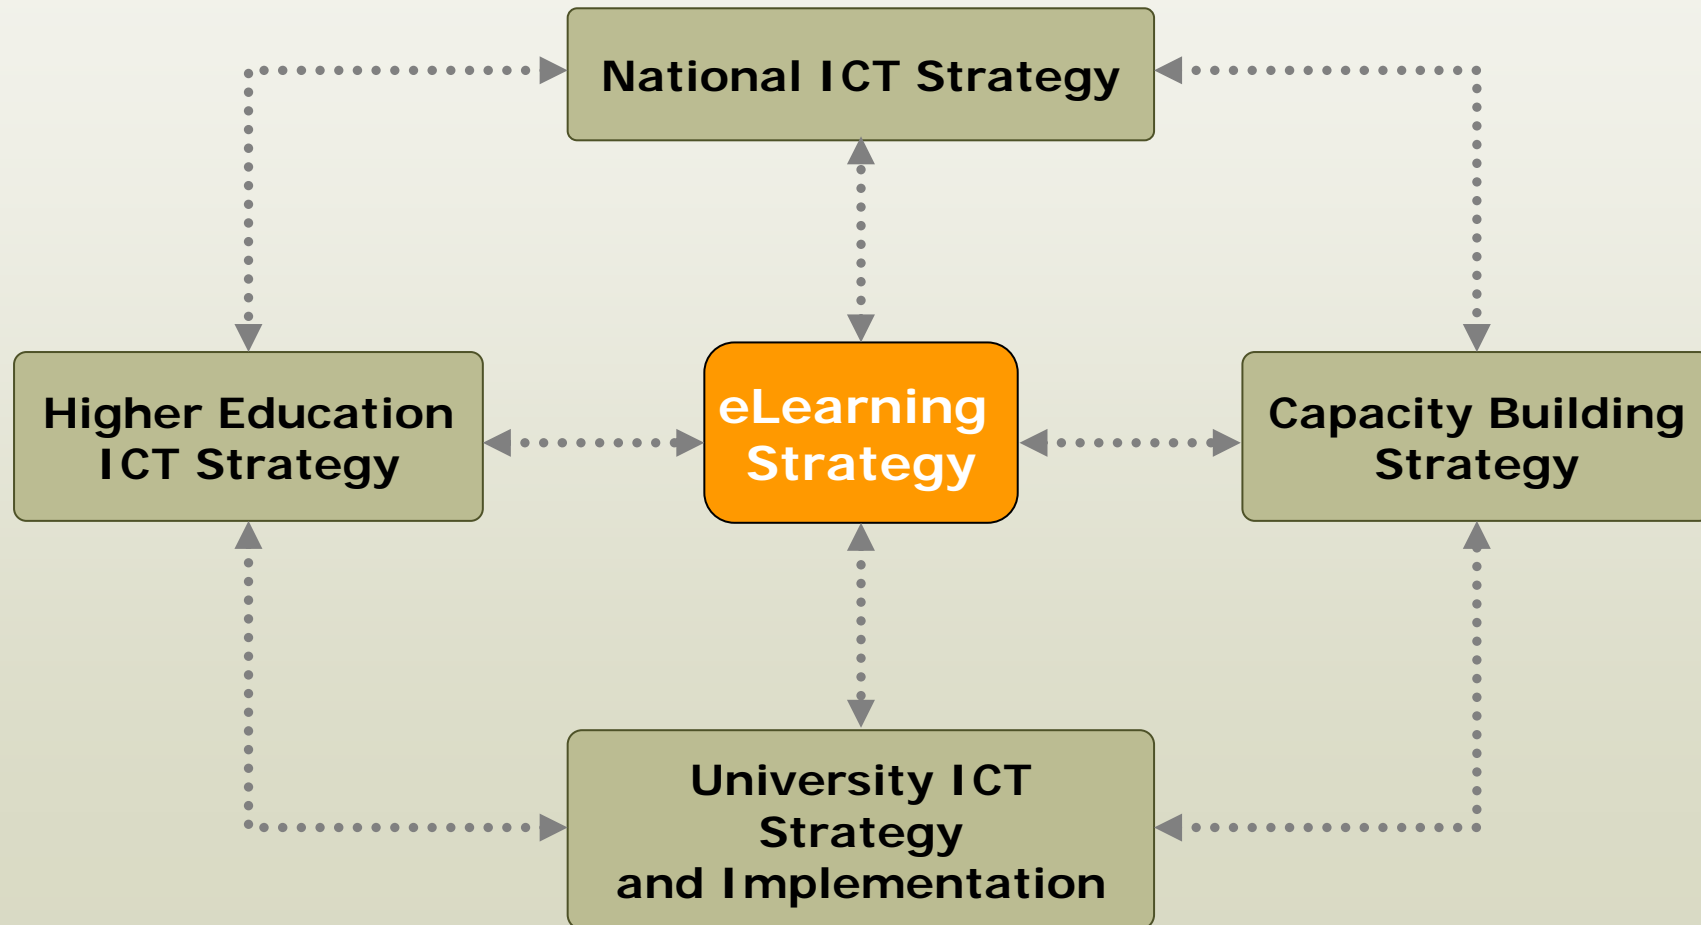 National ICT Strategy
Higher Education
ICT Strategy
eLearning
Strategy
Capacity Building
Strategy
University ICT
Strategy
and Implementation